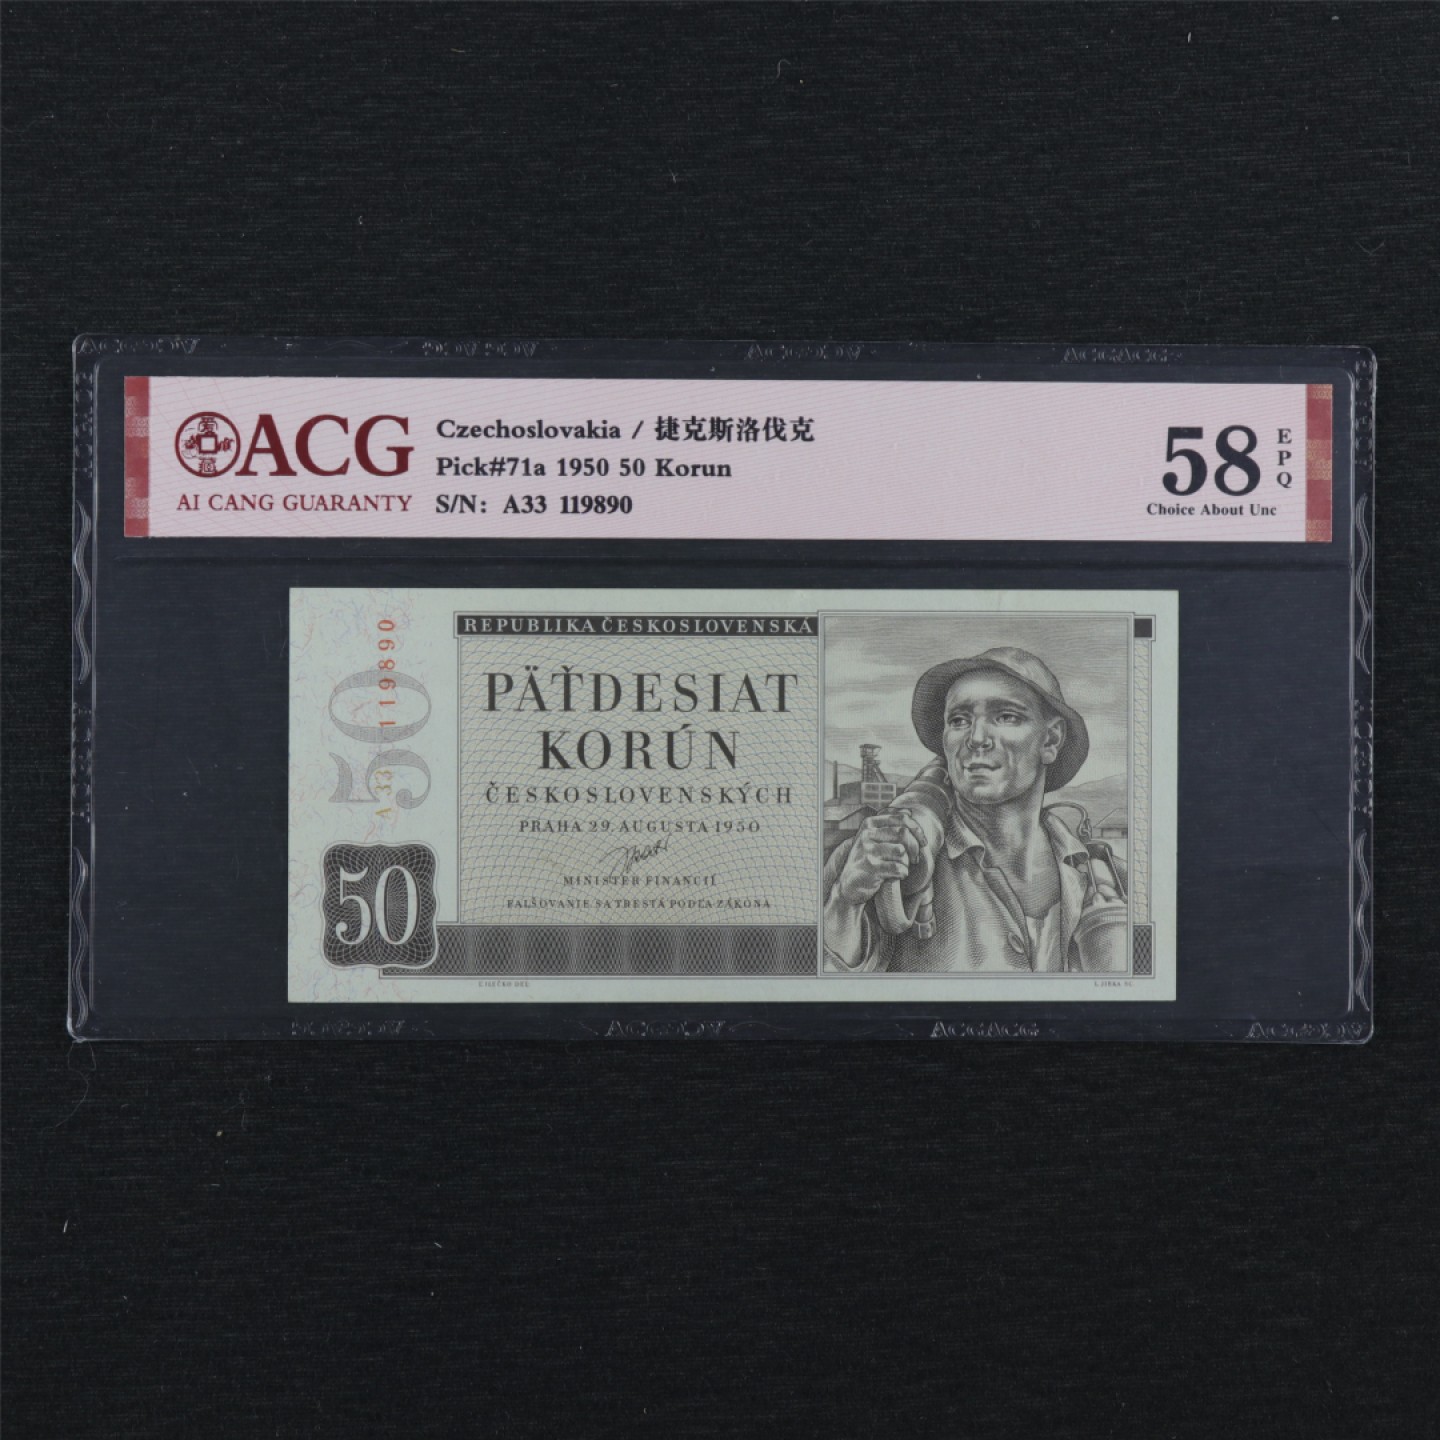 ACG
AI CANG GUARANTY
Czechoslovakia / 捷克斯洛伐克
Pick#71a 1950 50 Korun
S/N: A33 119890
58
EPQ
Choice About Unc
REPUBLIKA ČESKOSLOVENSKÁ
PÄŤDESIAT
KORÚN
ČESKOSLOVENSKÝCH
PRAHA 29. AUGUSTA 1950
MINISTER FINANCIÍ
FALŠOVANIE SA TRESTÁ PODĽA ZÁKONA
50
A33 119890
50